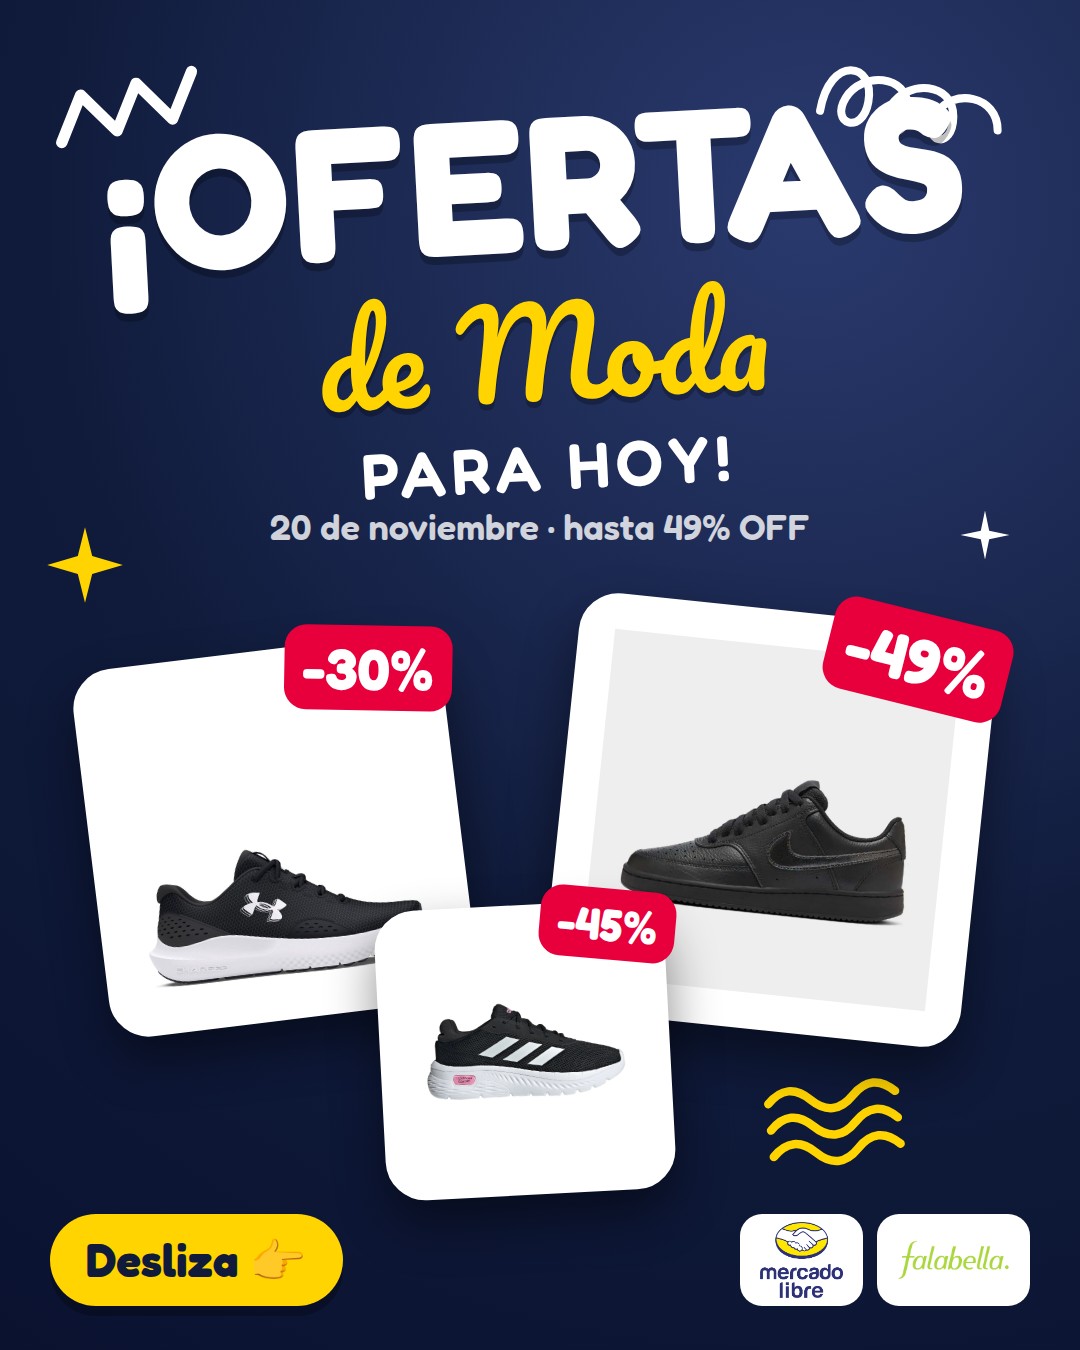 ¡OFERTAS
de Moda
PARA HOY!
20 de noviembre · hasta 49% OFF
-30%
-49%
-45%
Desliza 👉
mercado
libre
falabella.